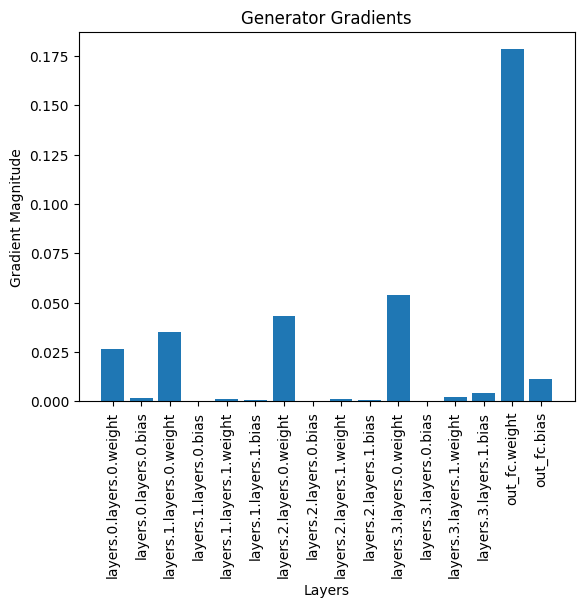 Generator Gradients
Gradient Magnitude
0.175
0.150
0.125
0.100
0.075
0.050
0.025
0.000
layers.0.layers.0.weight
layers.0.layers.0.bias
layers.1.layers.0.weight
layers.1.layers.0.bias
layers.1.layers.1.weight
layers.1.layers.1.bias
layers.2.layers.0.weight
layers.2.layers.0.bias
layers.2.layers.1.weight
layers.2.layers.1.bias
layers.3.layers.0.weight
layers.3.layers.0.bias
layers.3.layers.1.weight
layers.3.layers.1.bias
out_fc.weight
out_fc.bias
Layers